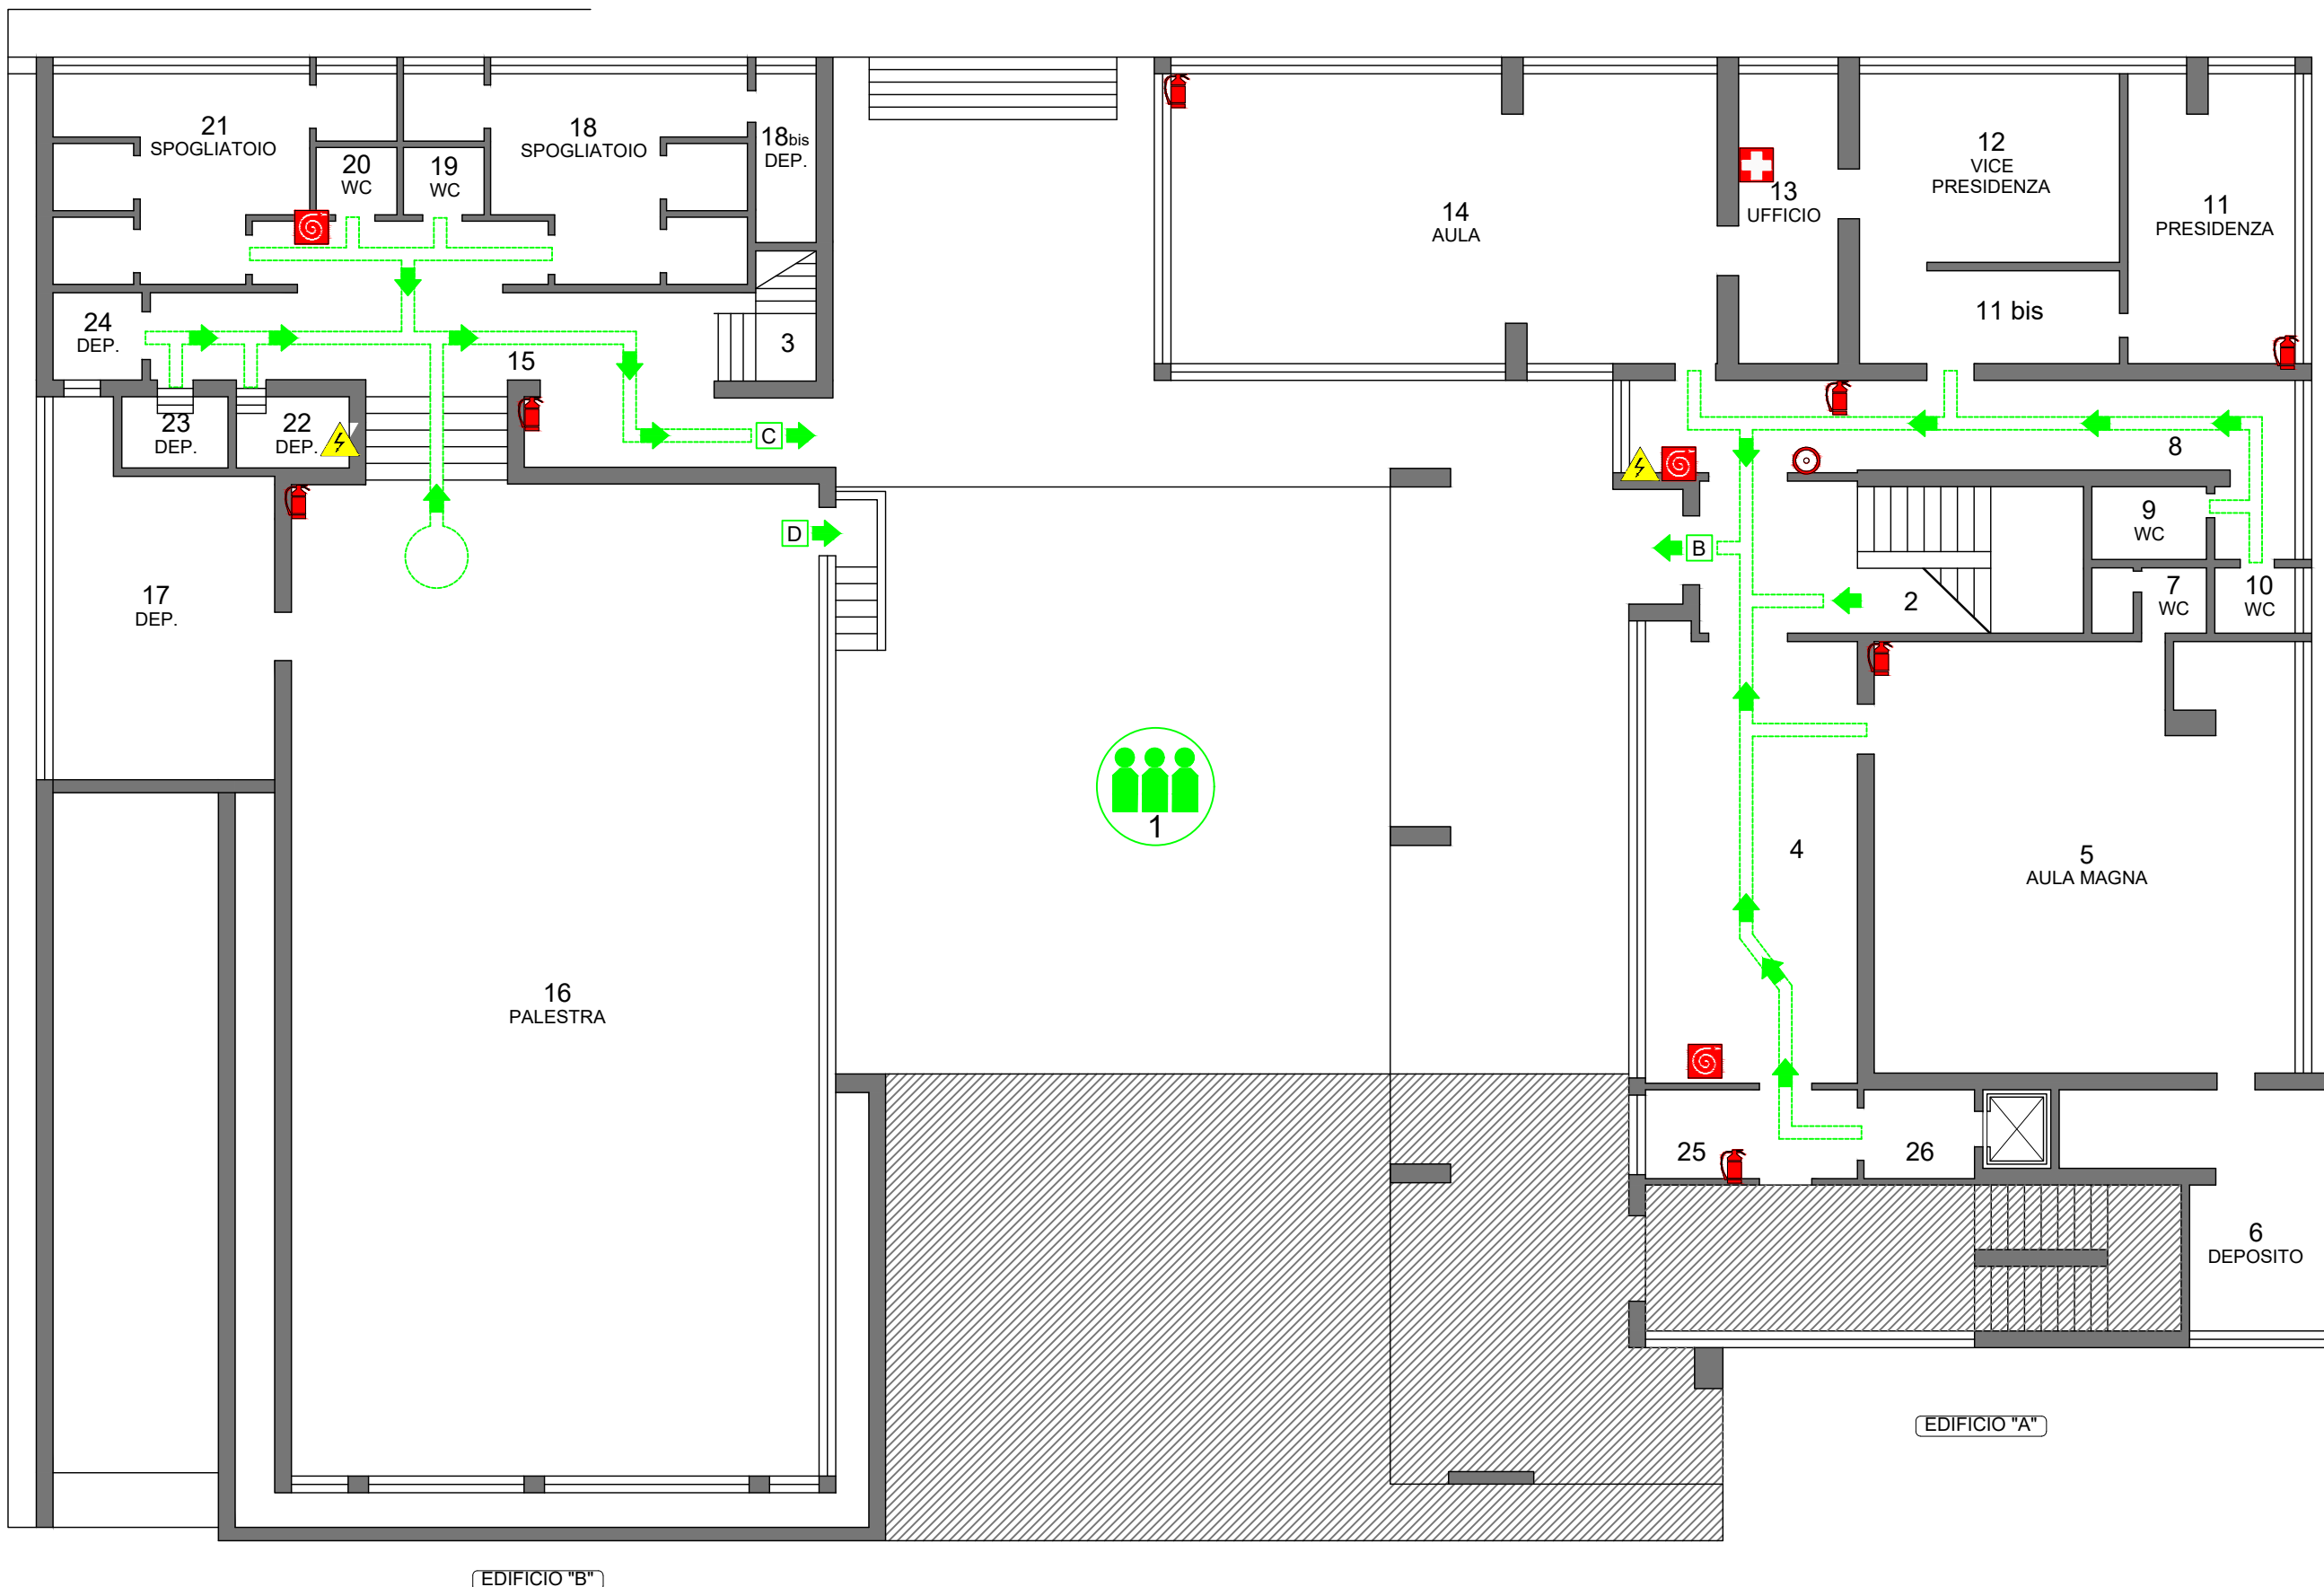 21
SPOGLIATOIO
18
SPOGLIATOIO
18bis
DEP.
20
WC
19
WC
12
VICE
PRESIDENZA
13
UFFICIO
11
PRESIDENZA
14
AULA
11 bis
24
DEP.
3
15
23
DEP.
22
DEP.
C
8
D
B
9
WC
2
7
WC
10
WC
17
DEP.
1
4
5
AULA MAGNA
16
PALESTRA
25
26
6
DEPOSITO
EDIFICIO "A"
EDIFICIO "B"